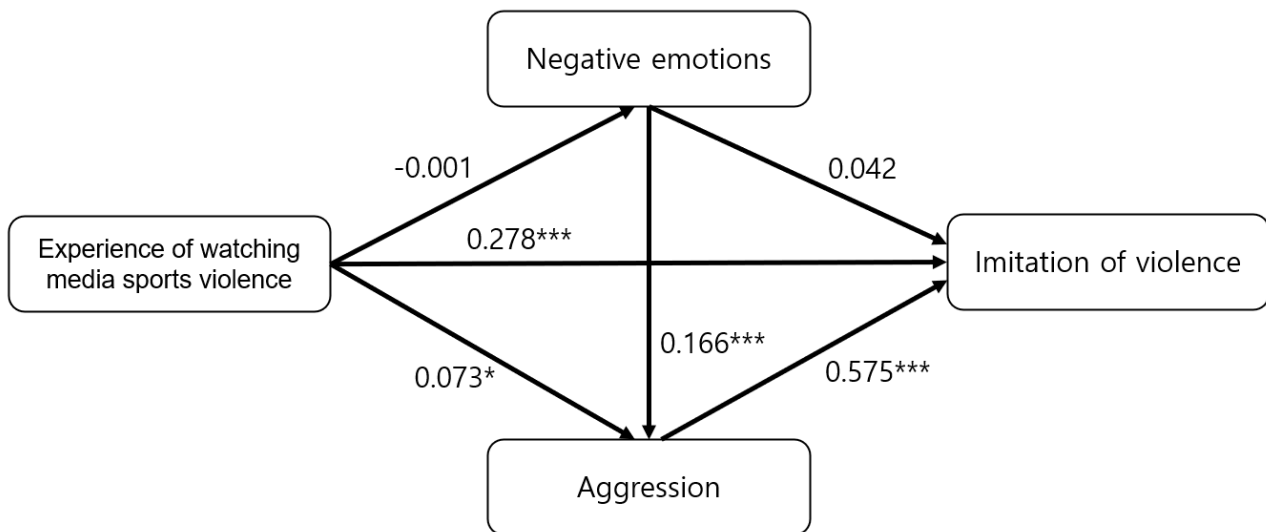 Negative emotions
-0.001
0.042
Experience of watching
media sports violence
0.278***
Imitation of violence
0.166***
0.073*
0.575***
Aggression